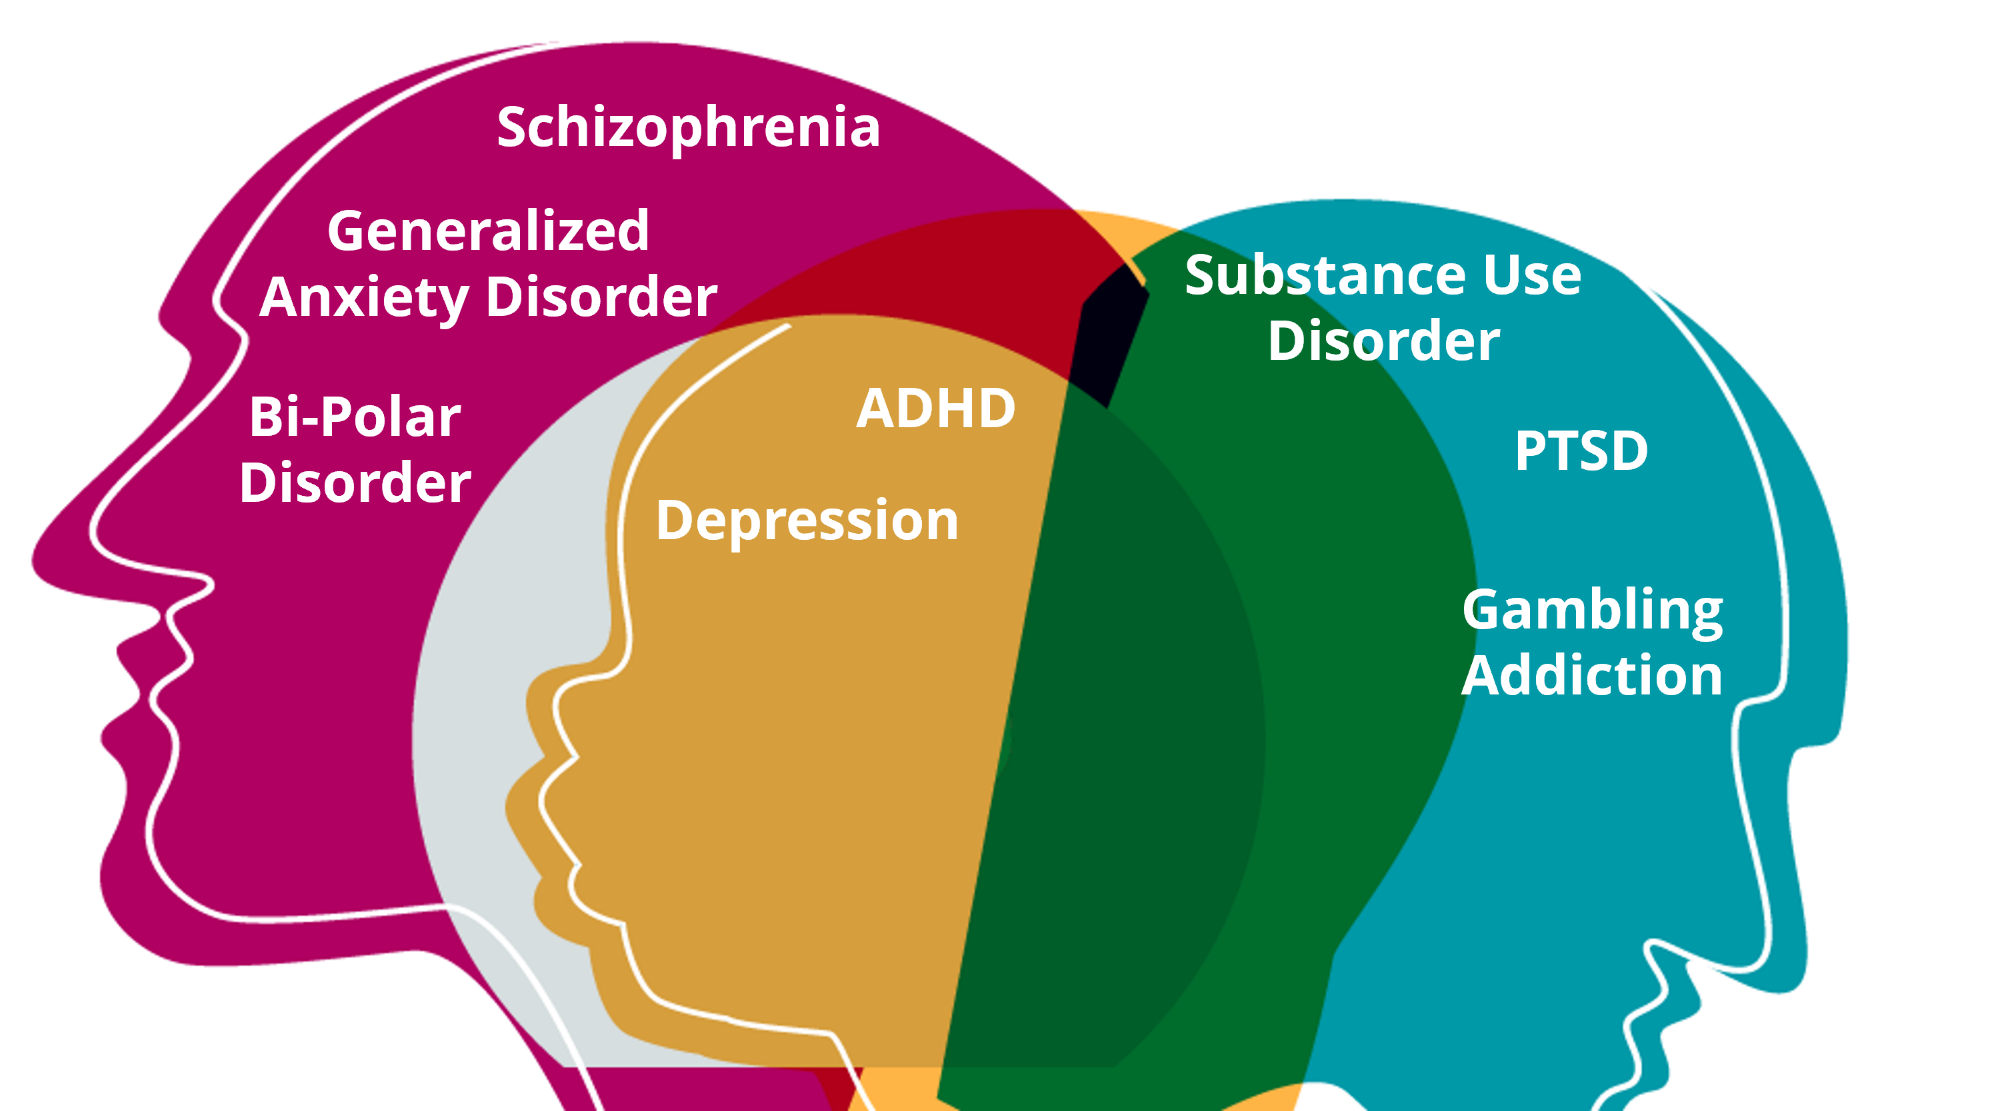 Schizophrenia
Generalized
Anxiety Disorder
Bi-Polar
Disorder
ADHD
Depression
Substance Use
Disorder
PTSD
Gambling
Addiction